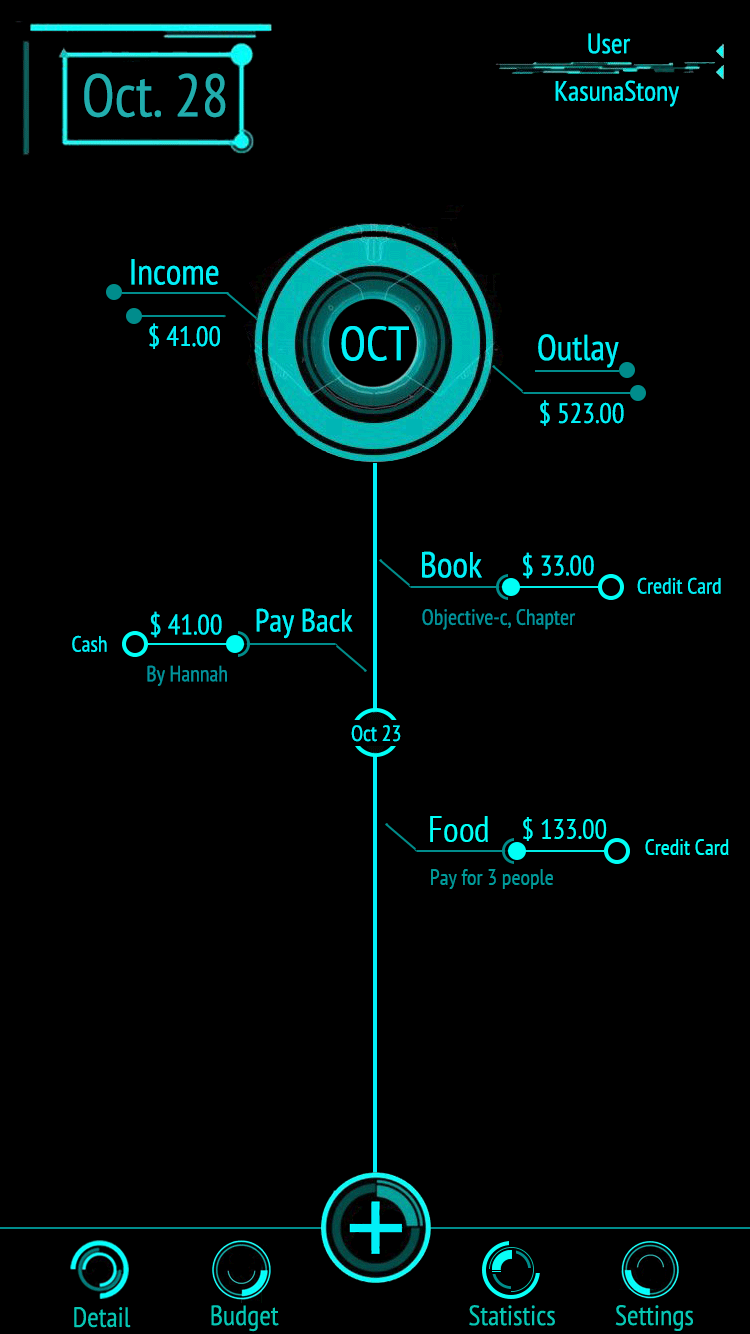 Oct. 28
User
KasunaStony
Income
$ 41.00
OCT
Outlay
$ 523.00
Book
$ 33.00
Credit Card
Objective-c, Chapter
Cash
$ 41.00
Pay Back
By Hannah
Oct 23
Food
$ 133.00
Credit Card
Pay for 3 people
Detail
Budget
Statistics
Settings